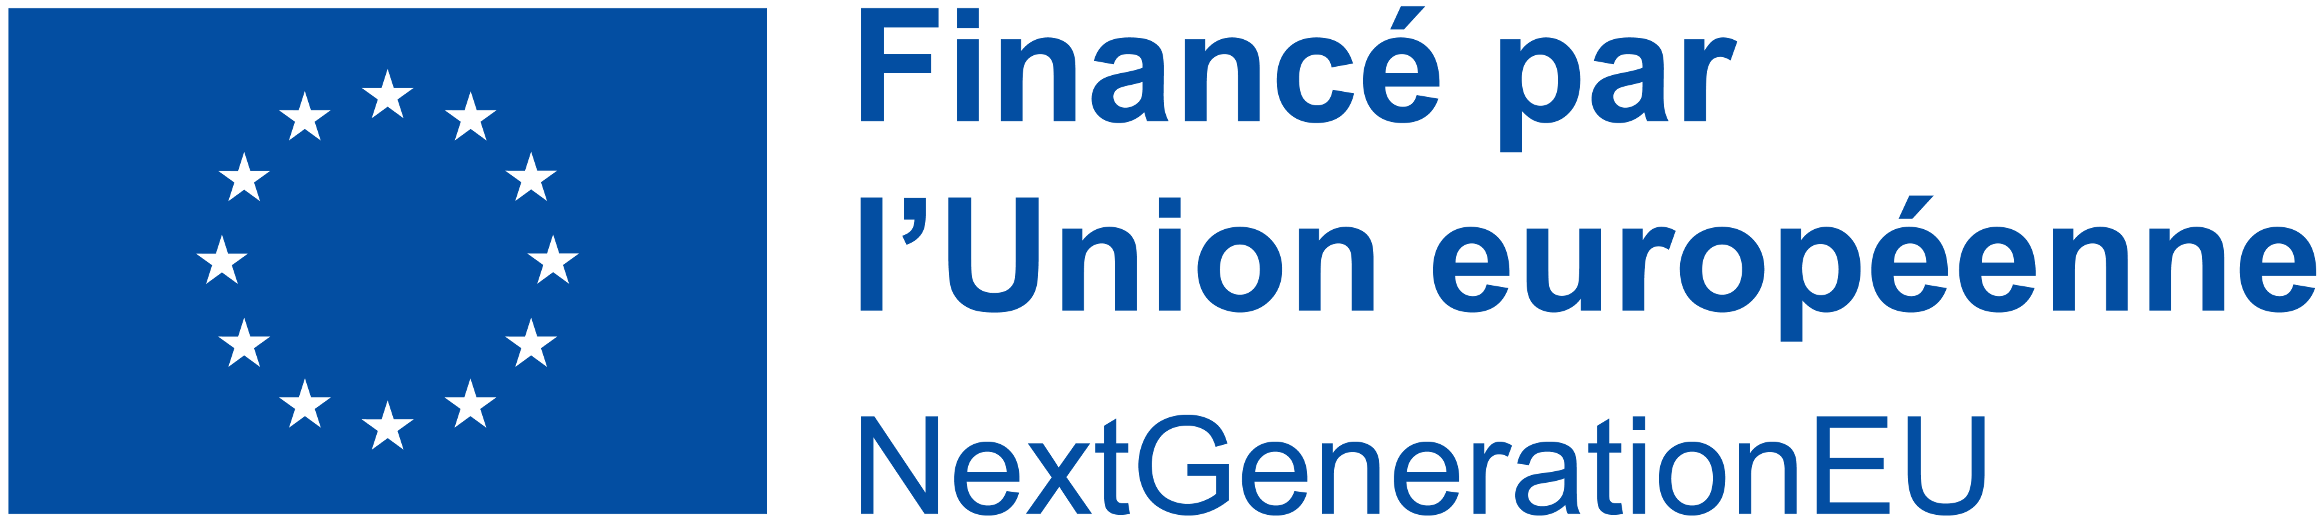 Financé par
l’Union européenne
NextGenerationEU